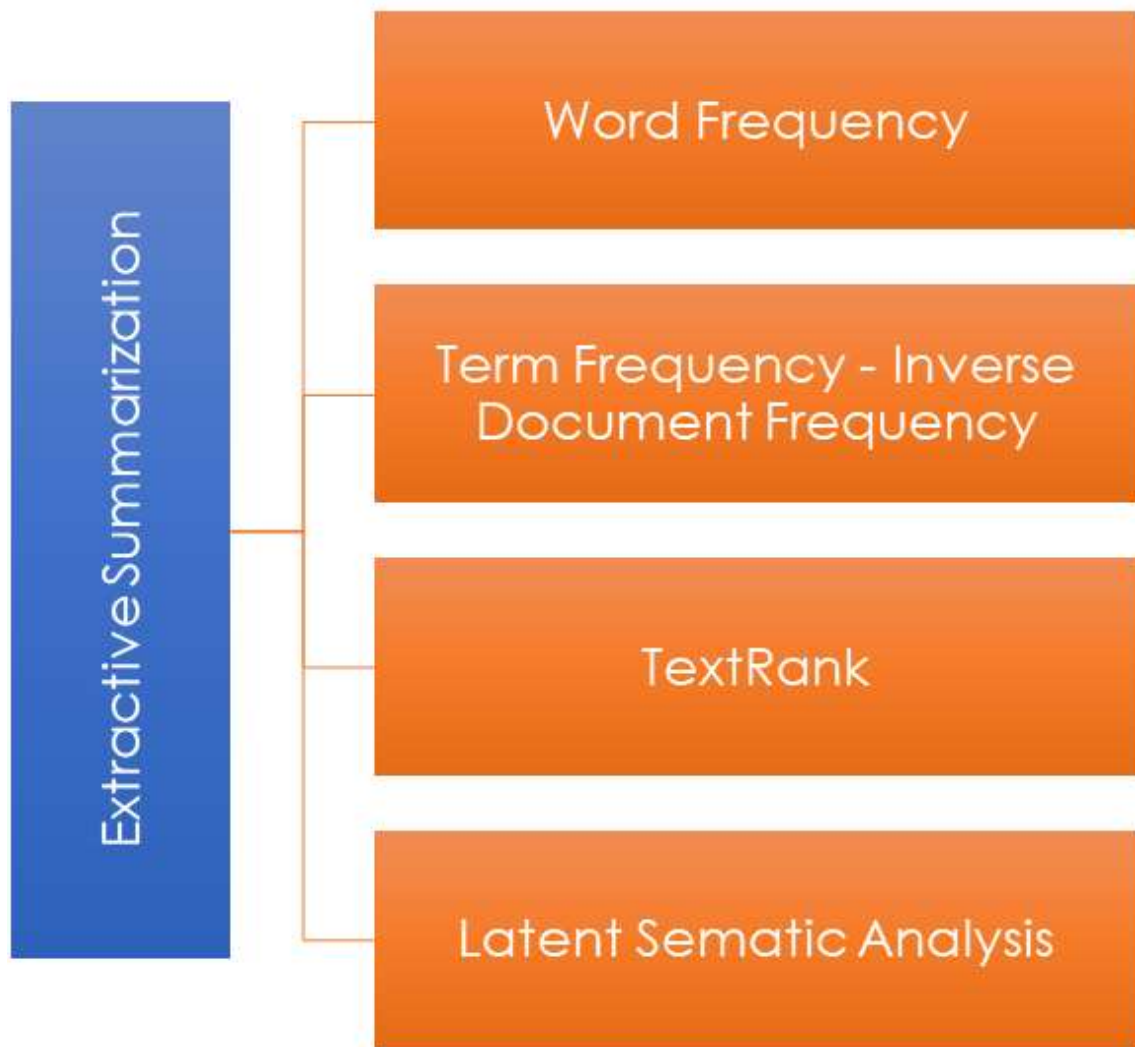 Extractive Summarization
Word Frequency
Term Frequency - Inverse
Document Frequency
TextRank
Latent Sematic Analysis